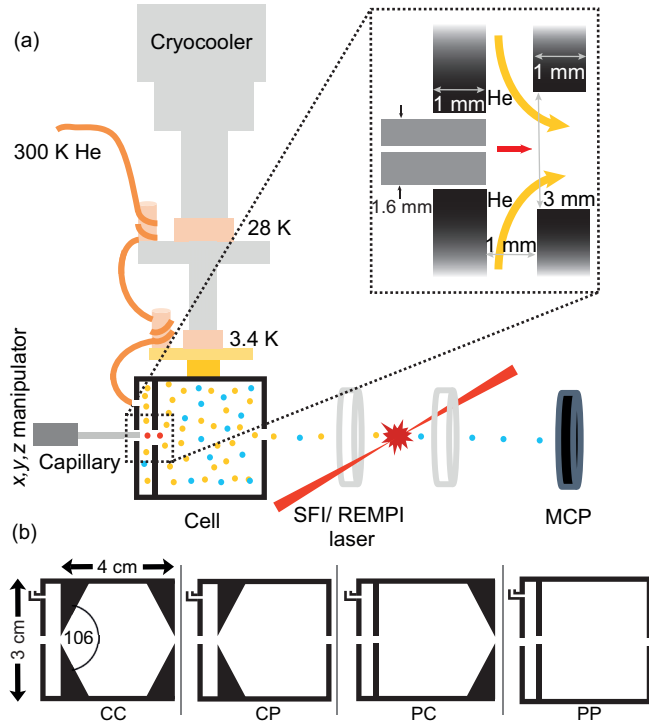 (a)
Cryocooler
300 K He
28 K
3.4 K
1 mm
He
1 mm
He
1.6 mm
3 mm
1 mm
x,y,z manipulator
Capillary
Cell
SFI/ REMPI
laser
MCP
(b)
4 cm
3 cm
106
CC
CP
PC
PP